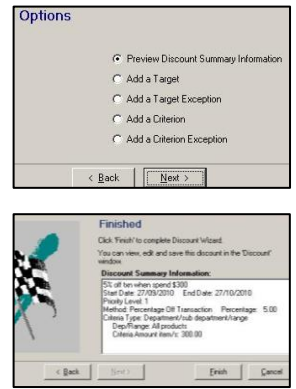 Options
Preview Discount Summary Information
Add a Target
Add a Target Exception
Add a Criterion
Add a Criterion Exception
< Back Next >
Finished
Click 'Finish' to complete Discount Wizard.
You can view, edit and save this discount in the 'Discount'
window.
Discount Summary Information:
5% off ten when spend $300
Start Date: 27/09/2010 End Date: 27/10/2010
Priority Level: 1
Method: Percentage Off Transaction Percentage: 5.00
Criteria Type: Department/sub department/range
Dep/Range: All products
Criteria Amount item/s: 300.00
< Back Next > Finish Cancel